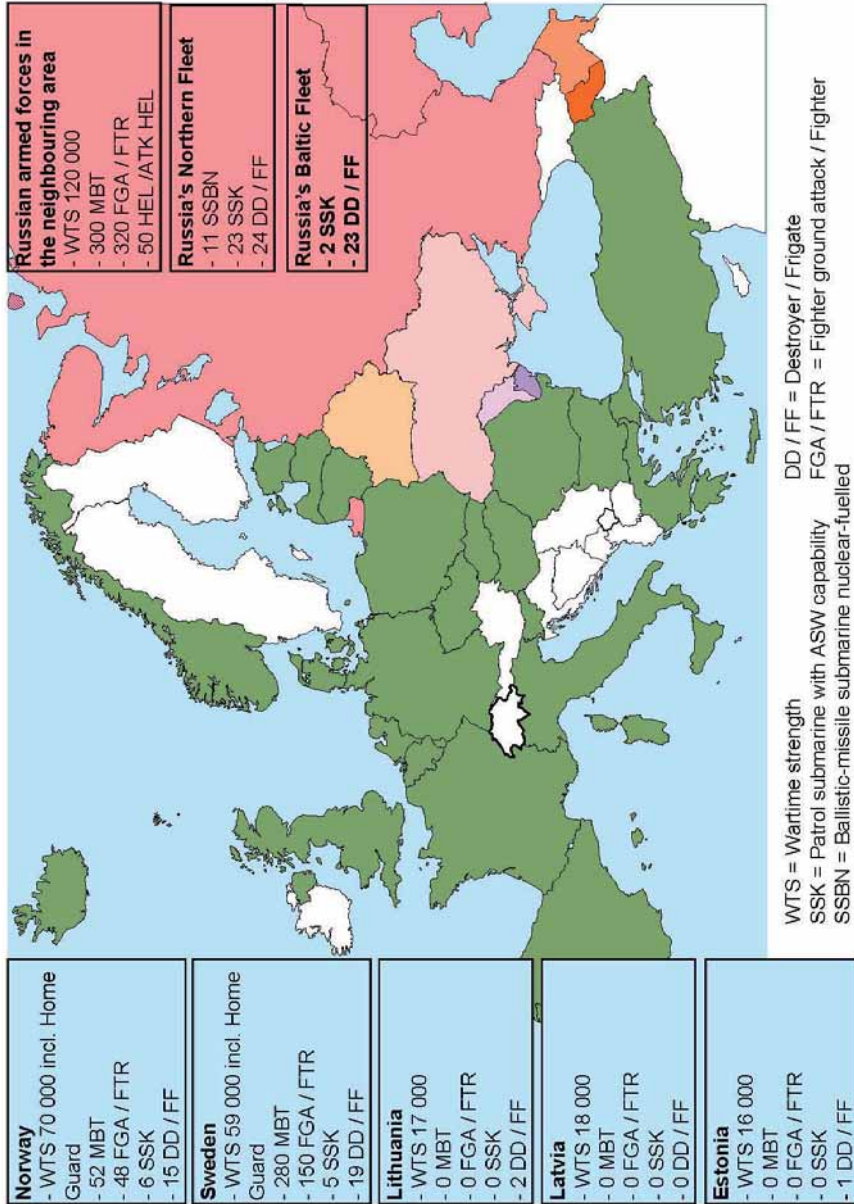 Norway
- WTS 70 000 incl. Home
Guard
- 52 MBT
- 48 FGA / FTR
- 6 SSK
- 15 DD / FF
Sweden
- WTS 59 000 incl. Home
Guard
- 280 MBT
- 150 FGA / FTR
- 5 SSK
- 19 DD / FF
Lithuania
- WTS 17 000
- 0 MBT
- 0 FGA / FTR
- 0 SSK
- 2 DD / FF
Latvia
- WTS 18 000
- 0 MBT
- 0 FGA / FTR
- 0 SSK
- 0 DD / FF
Estonia
- WTS 16 000
- 0 MBT
- 0 FGA / FTR
- 0 SSK
- 1 DD / FF
Russian armed forces in
the neighbouring area
- WTS 120 000
- 300 MBT
- 320 FGA / FTR
- 50 HEL /ATK HEL
Russia's Northern Fleet
- 11 SSBN
- 23 SSK
- 24 DD / FF
Russia's Baltic Fleet
- 2 SSK
- 23 DD / FF
WTS = Wartime strength
SSK = Patrol submarine with ASW capability
SSBN = Ballistic-missile submarine nuclear-fuelled
DD / FF = Destroyer / Frigate
FGA / FTR = Fighter ground attack / Fighter